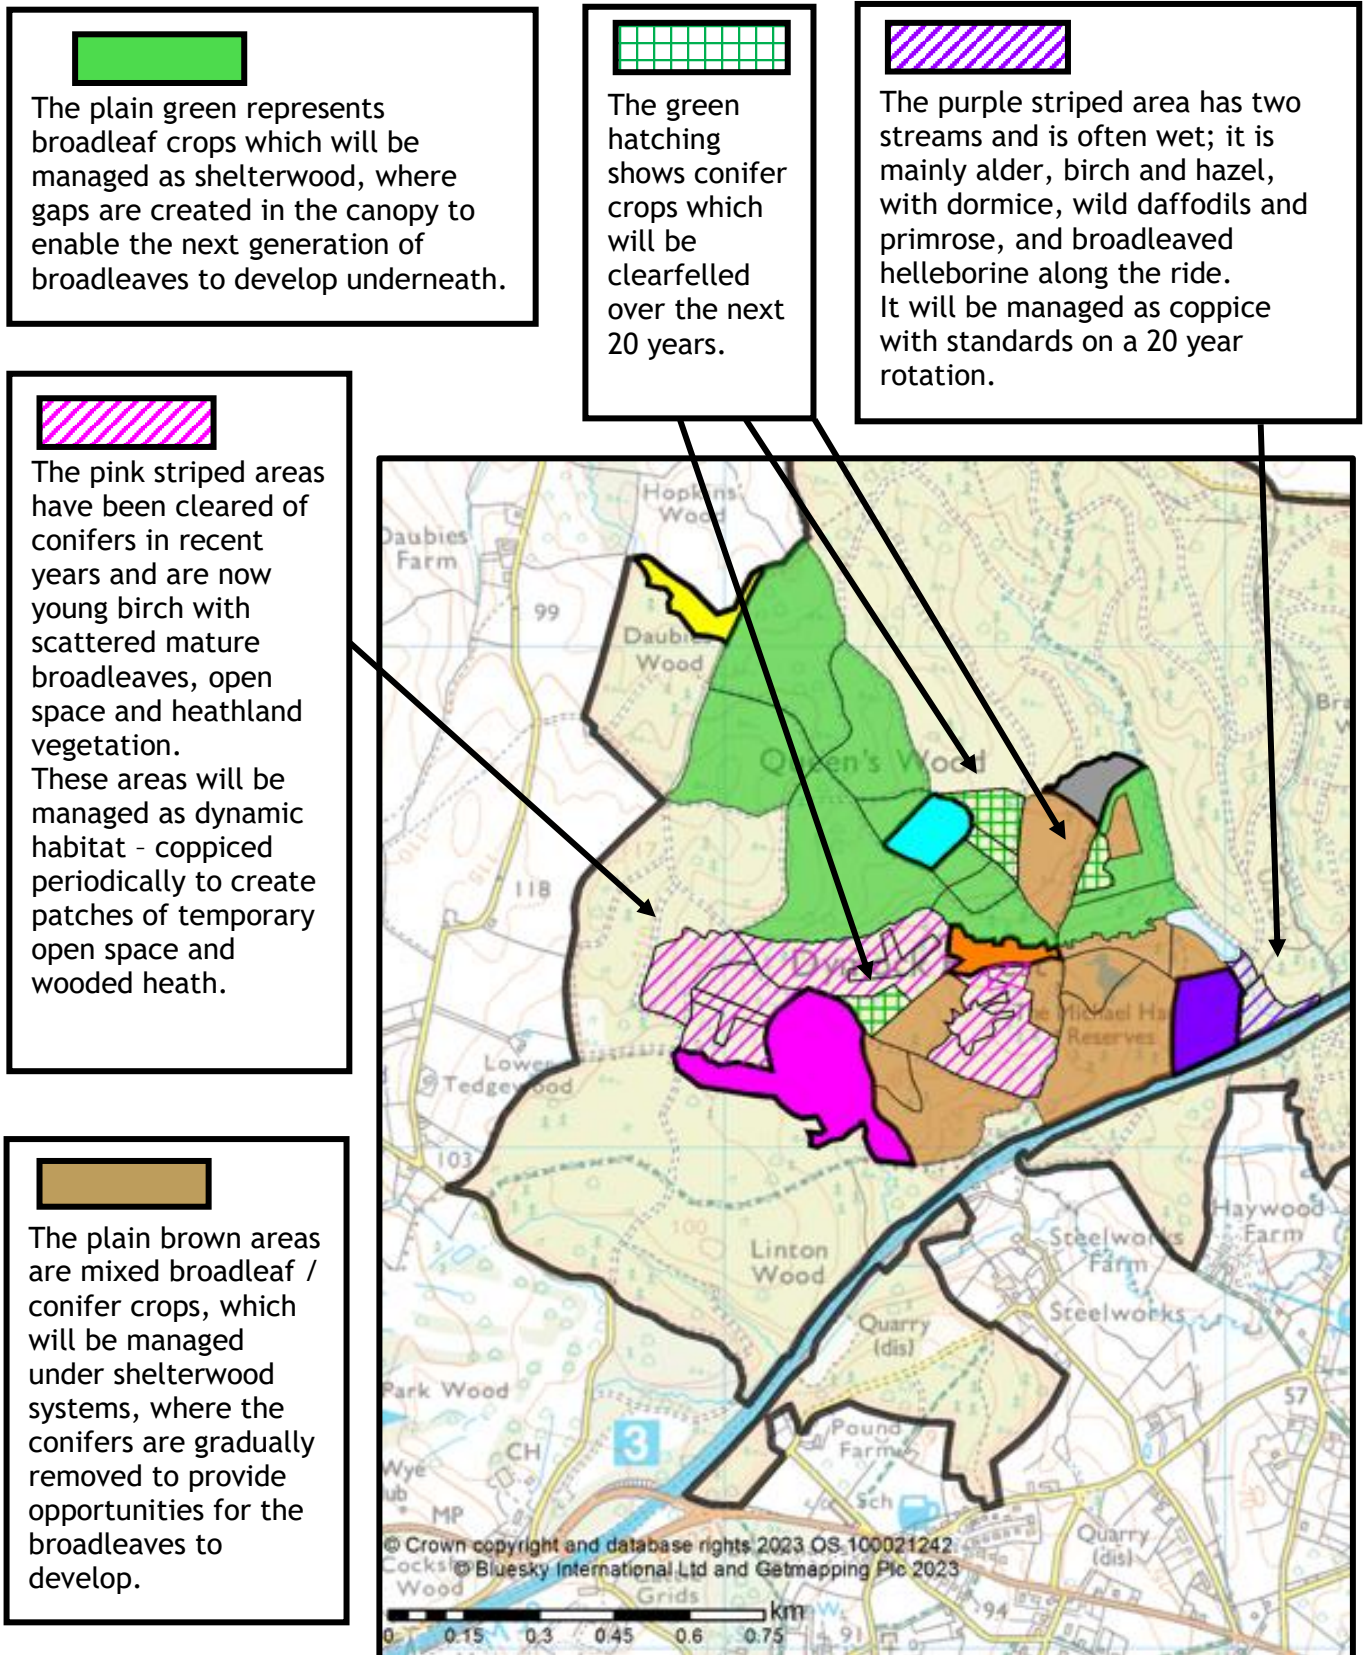 The plain green represents
broadleaf crops which will be
managed as shelterwood, where
gaps are created in the canopy to
enable the next generation of
broadleaves to develop underneath.
The green
hatching
shows conifer
crops which
will be
clearfelled
over the next
20 years.
The purple striped area has two
streams and is often wet; it is
mainly alder, birch and hazel,
with dormice, wild daffodils and
primrose, and broadleaved
helleborine along the ride.
It will be managed as coppice
with standards on a 20 year
rotation.
The pink striped areas
have been cleared of
conifers in recent
years and are now
young birch with
scattered mature
broadleaves, open
space and heathland
vegetation.
These areas will be
managed as dynamic
habitat – coppiced
periodically to create
patches of temporary
open space and
wooded heath.
The plain brown areas
are mixed broadleaf /
conifer crops, which
will be managed
under shelterwood
systems, where the
conifers are gradually
removed to provide
opportunities for the
broadleaves to
develop.
Hopkins'
Wood
Daubies
Farm
99
Wood
Queen's Wood
118
The Michael Ha
Reserves
Lower
Tedgewood
103
100
Linton
Wood
Haywood
Farm
Steelworks
Farm
Steelworks
Quarry
(dis)
Park Wood
57
Pound
Farm
3
CH
Wye
MP
Sch
Quarry
(dis)
© Crown copyright and database rights 2023 OS 100021242
© Bluesky International Ltd and Getmapping Plc 2023
Wood
Grids
km
0 0.15 0.3 0.45 0.6 0.75
94
91